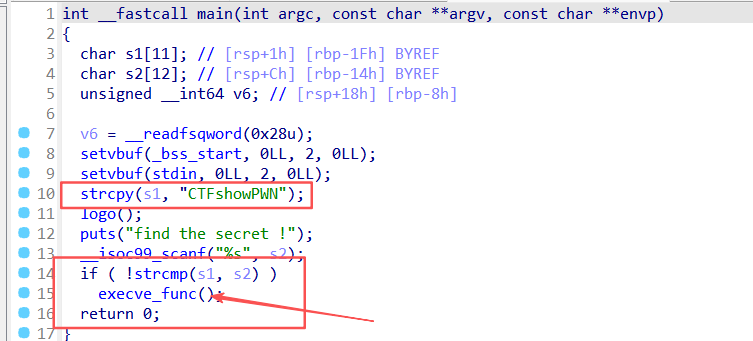 1 int __fastcall main(int argc, const char **argv, const char **envp)
2 {
3 char s1[11]; // [rsp+1h] [rbp-1Fh] BYREF
4 char s2[12]; // [rsp+Ch] [rbp-14h] BYREF
5 unsigned __int64 v6; // [rsp+18h] [rbp-8h]
6
7 v6 = __readfsqword(0x28u);
8 setvbuf(_bss_start, 0LL, 2, 0LL);
9 setvbuf(stdin, 0LL, 2, 0LL);
10 strcpy(s1, "CTFshowPWN");
11 logo();
12 puts("find the secret !");
13 __isoc99_scanf("%s", s2);
14 if ( !strcmp(s1, s2) )
15 execve_func();
16 return 0;
17 }